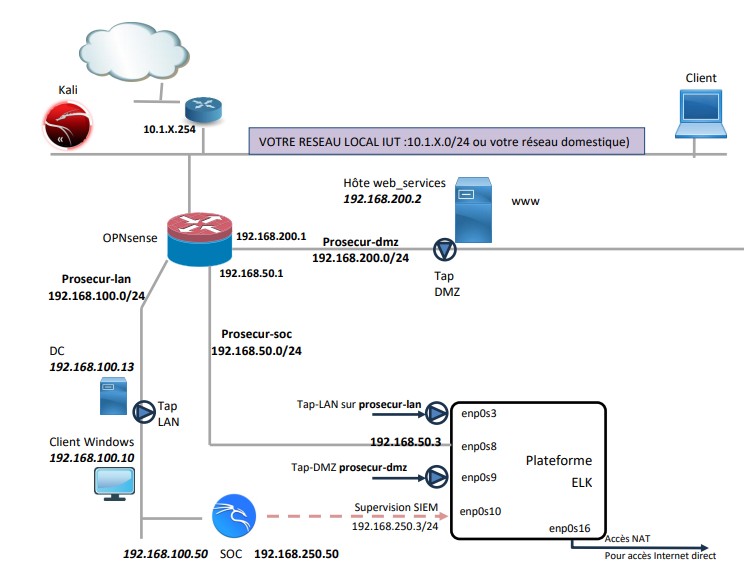 Kali
Client
10.1.X.254
VOTRE RESEAU LOCAL IUT :10.1.X.0/24 ou votre réseau domestique)
Hôte web_services
192.168.200.2
www
OPNsense
192.168.200.1
Prosecur-dmz
192.168.200.0/24
192.168.50.1
Tap
DMZ
Prosecur-lan
192.168.100.0/24
Prosecur-soc
192.168.50.0/24
DC
192.168.100.13
Tap
LAN
Tap-LAN sur prosecur-lan
enp0s3
Client Windows
192.168.100.10
192.168.50.3
enp0s8
Plateforme
ELK
Tap-DMZ prosecur-dmz
enp0s9
Supervision SIEM
192.168.250.3/24
enp0s10
enp0s16
192.168.100.50
SOC
192.168.250.50
Accès NAT
Pour accès Internet direct